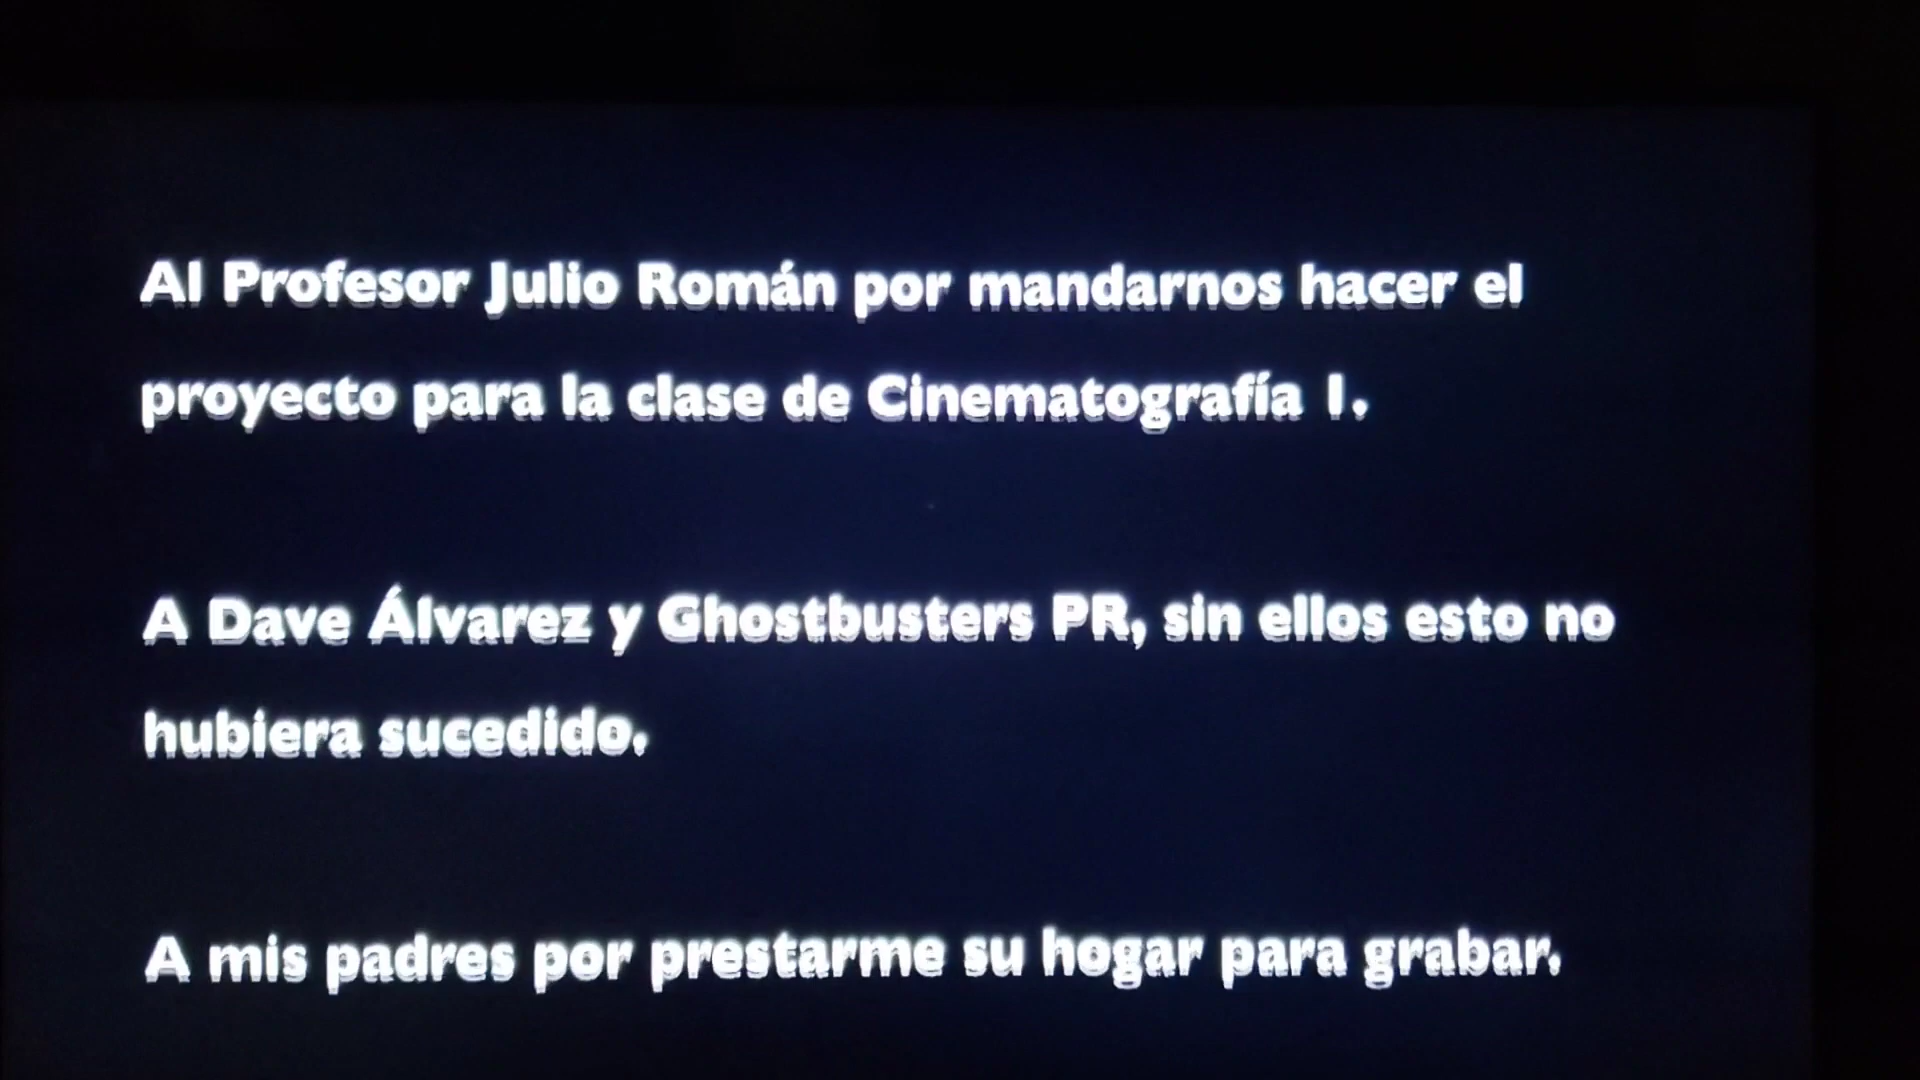 Al Profesor Julio Román por mandarnos hacer el
proyecto para la clase de Cinematografía 1.
A Dave Álvarez y Ghostbusters PR, sin ellos esto no
hubiera sucedido.
A mis padres por prestarme su hogar para grabar.